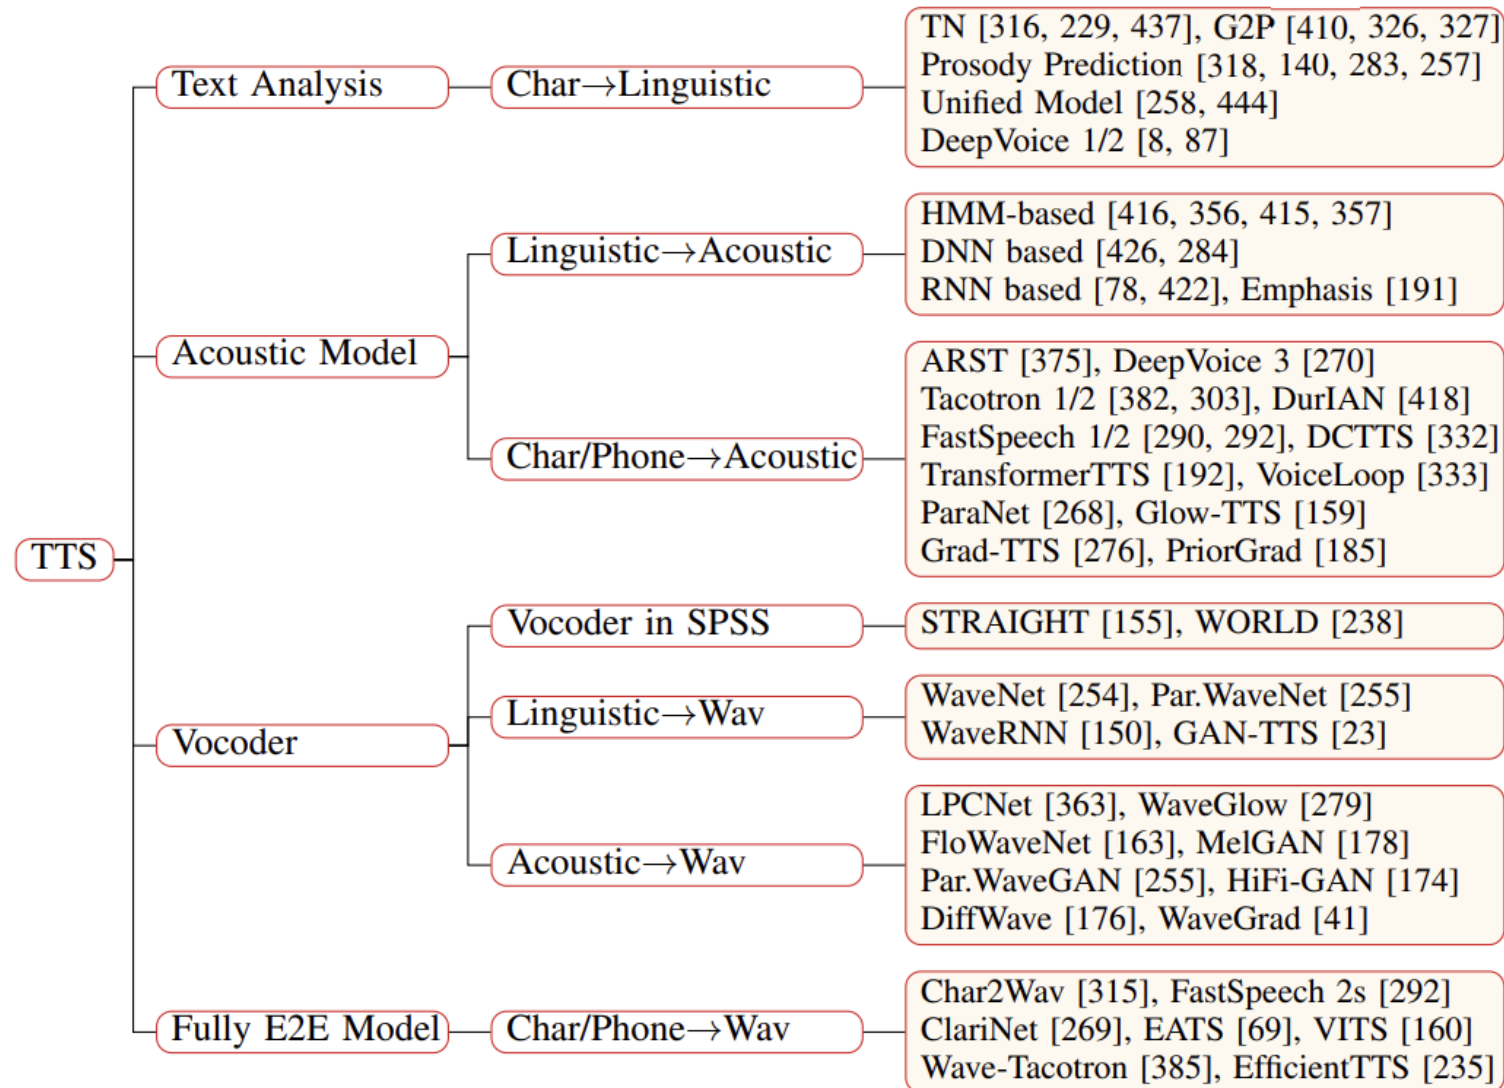 TTS
Text Analysis
Char→Linguistic
TN [316, 229, 437], G2P [410, 326, 327]
Prosody Prediction [318, 140, 283, 257]
Unified Model [258, 444]
DeepVoice 1/2 [8, 87]
Acoustic Model
Linguistic→Acoustic
HMM-based [416, 356, 415, 357]
DNN based [426, 284]
RNN based [78, 422], Emphasis [191]
Char/Phone→Acoustic
ARST [375], DeepVoice 3 [270]
Tacotron 1/2 [382, 303], DurIAN [418]
FastSpeech 1/2 [290, 292], DCTTS [332]
TransformerTTS [192], VoiceLoop [333]
ParaNet [268], Glow-TTS [159]
Grad-TTS [276], PriorGrad [185]
Vocoder
Vocoder in SPSS
STRAIGHT [155], WORLD [238]
Linguistic→Wav
WaveNet [254], Par.WaveNet [255]
WaveRNN [150], GAN-TTS [23]
Acoustic→Wav
LPCNet [363], WaveGlow [279]
FloWaveNet [163], MelGAN [178]
Par.WaveGAN [255], HiFi-GAN [174]
DiffWave [176], WaveGrad [41]
Fully E2E Model
Char/Phone→Wav
Char2Wav [315], FastSpeech 2s [292]
ClariNet [269], EATS [69], VITS [160]
Wave-Tacotron [385], EfficientTTS [235]